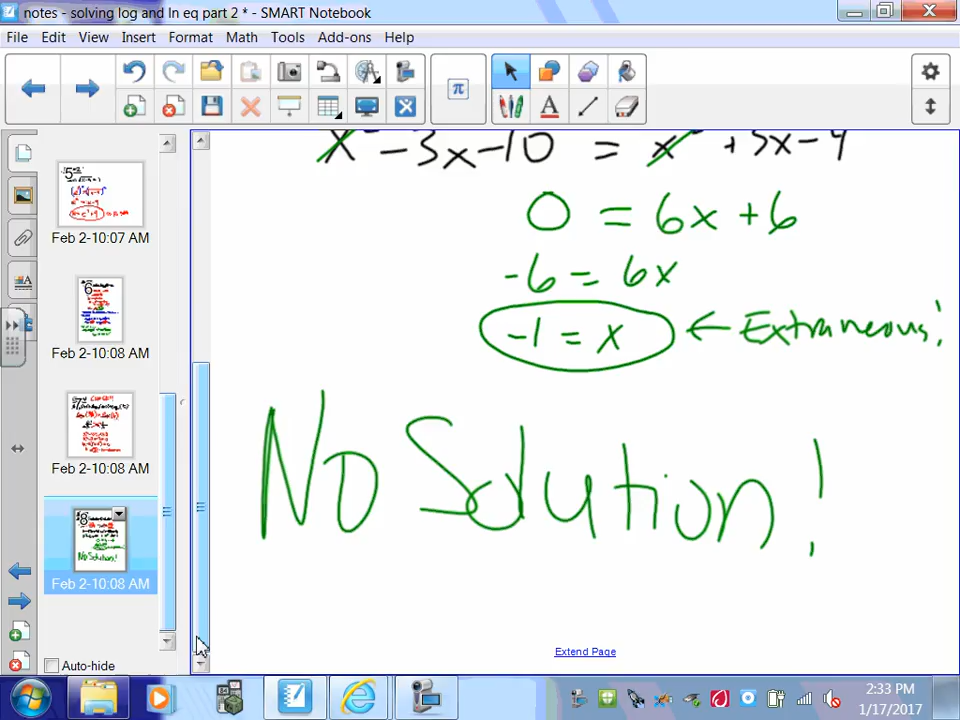 notes - solving log and ln eq part 2 * - SMART Notebook
File Edit View Insert Format Math Tools Add-ons Help
π
- 3x - 10 = + 3x - 4
0 = 6x + 6
-6 = 6x
-1 = x ← Extraneous!
No Solution!
Extend Page
Feb 2-10:07 AM
Feb 2-10:08 AM
Feb 2-10:08 AM
No Solution!
Feb 2-10:08 AM
Auto-hide
2:33 PM
1/17/2017